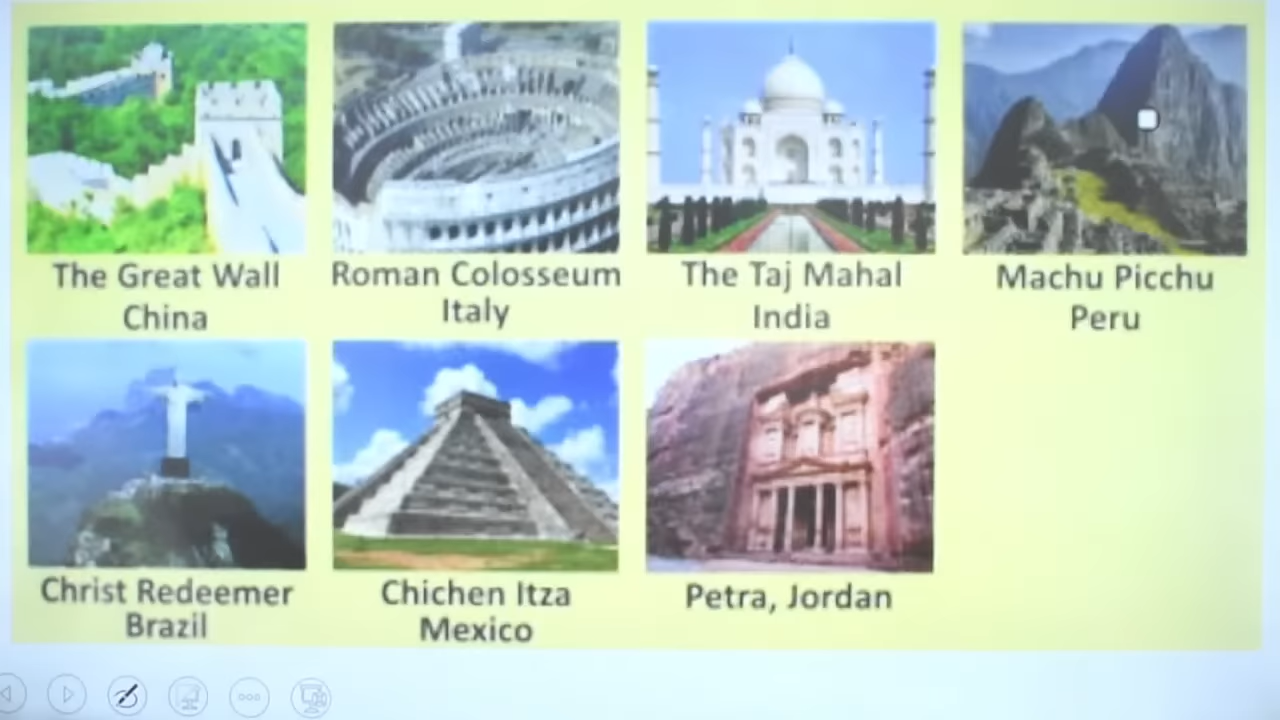 The Great Wall
China
Roman Colosseum
Italy
The Taj Mahal
India
Machu Picchu
Peru
Christ Redeemer
Brazil
Chichen Itza
Mexico
Petra, Jordan